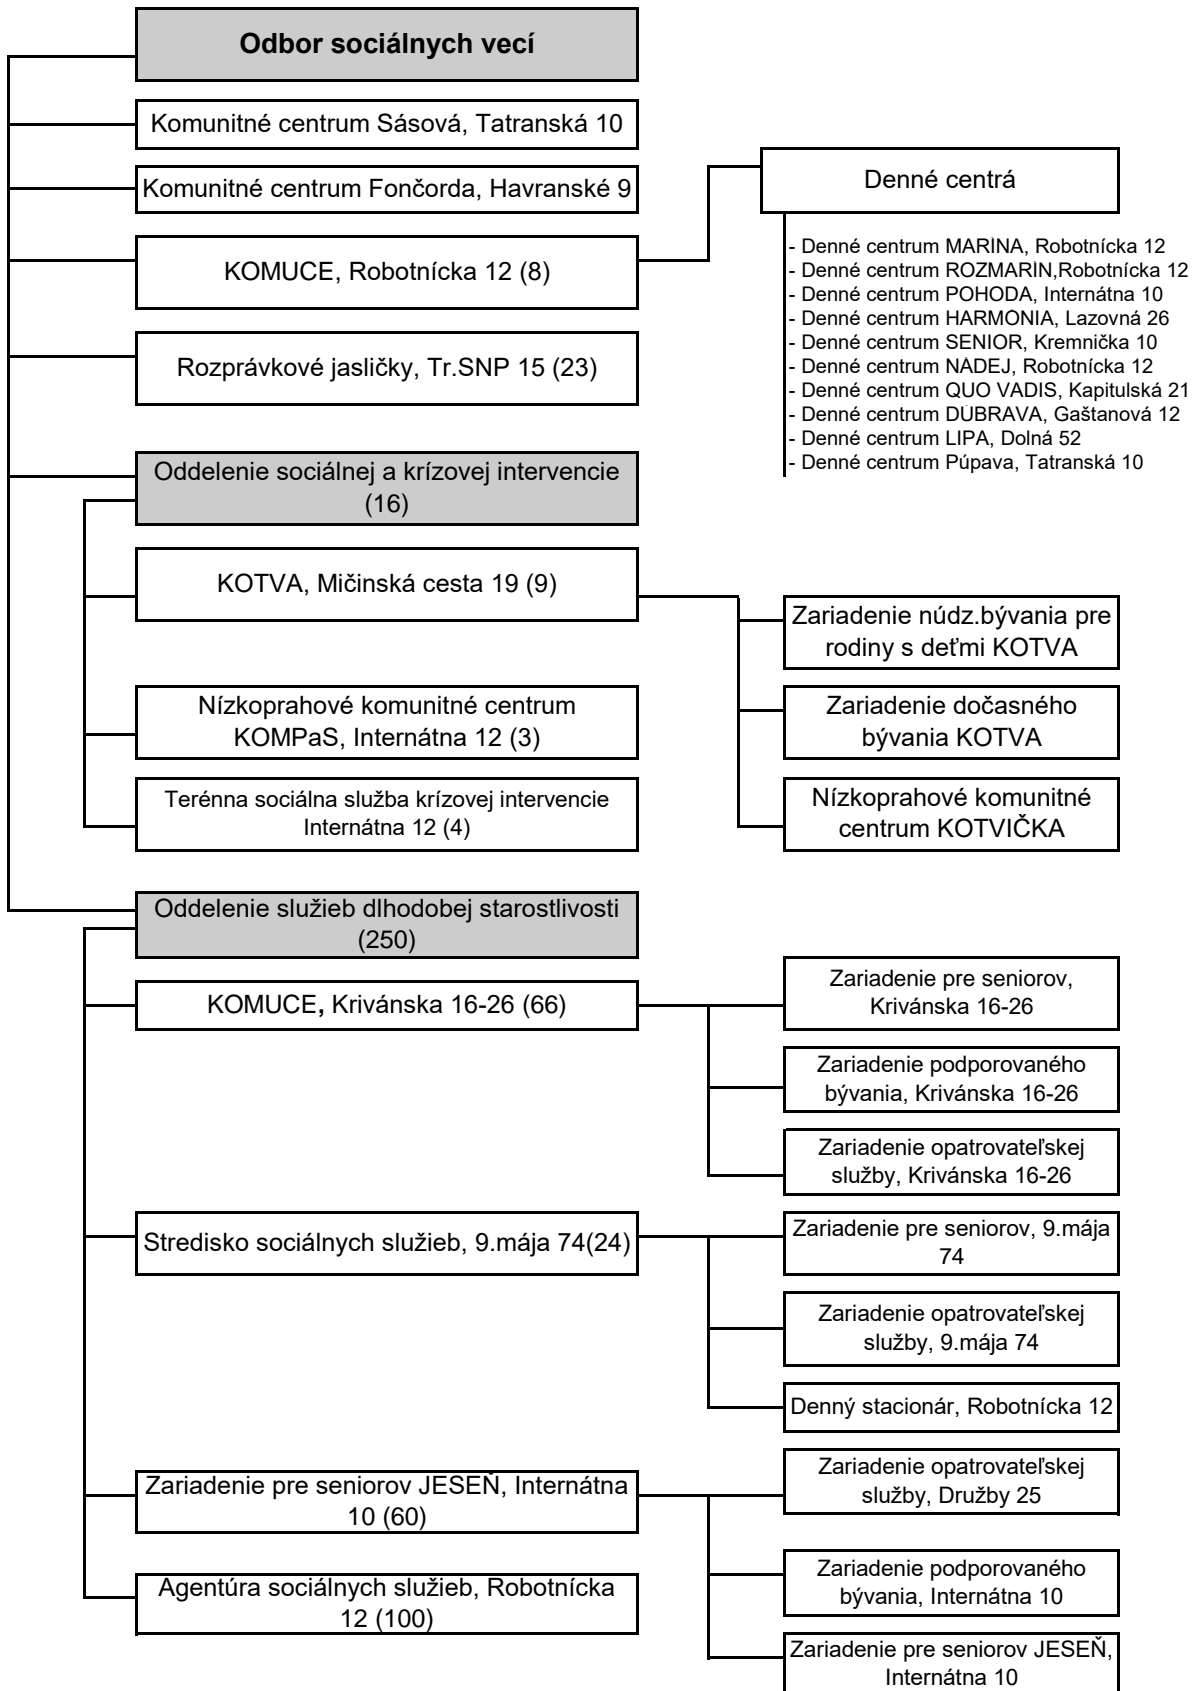 Odbor sociálnych vecí
Komunitné centrum Sásová, Tatranská 10
Komunitné centrum Fončorda, Havranské 9
KOMUCE, Robotnícka 12 (8)
Rozprávkové jasličky, Tr.SNP 15 (23)
Denné centrá
- Denné centrum MARÍNA, Robotnícka 12
- Denné centrum ROZMARÍN,Robotnícka 12
- Denné centrum POHODA, Internátna 10
- Denné centrum HARMÓNIA, Lazovná 26
- Denné centrum SENIOR, Kremnička 10
- Denné centrum NÁDEJ, Robotnícka 12
- Denné centrum QUO VADIS, Kapitulská 21
- Denné centrum DÚBRAVA, Gaštanová 12
- Denné centrum LIPA, Dolná 52
- Denné centrum Púpava, Tatranská 10
Oddelenie sociálnej a krízovej intervencie
(16)
KOTVA, Mičinská cesta 19 (9)
Zariadenie núdz.bývania pre
rodiny s deťmi KOTVA
Zariadenie dočasného
bývania KOTVA
Nízkoprahové komunitné
centrum KOTVIČKA
Nízkoprahové komunitné centrum
KOMPaS, Internátna 12 (3)
Terénna sociálna služba krízovej intervencie
Internátna 12 (4)
Oddelenie služieb dlhodobej starostlivosti
(250)
KOMUCE, Krivánska 16-26 (66)
Zariadenie pre seniorov,
Krivánska 16-26
Zariadenie podporovaného
bývania, Krivánska 16-26
Zariadenie opatrovateľskej
služby, Krivánska 16-26
Stredisko sociálnych služieb, 9.mája 74(24)
Zariadenie pre seniorov, 9.mája
74
Zariadenie opatrovateľskej
služby, 9.mája 74
Denný stacionár, Robotnícka 12
Zariadenie pre seniorov JESEŇ, Internátna
10 (60)
Zariadenie opatrovateľskej
služby, Družby 25
Zariadenie podporovaného
bývania, Internátna 10
Zariadenie pre seniorov JESEŇ,
Internátna 10
Agentúra sociálnych služieb, Robotnícka
12 (100)